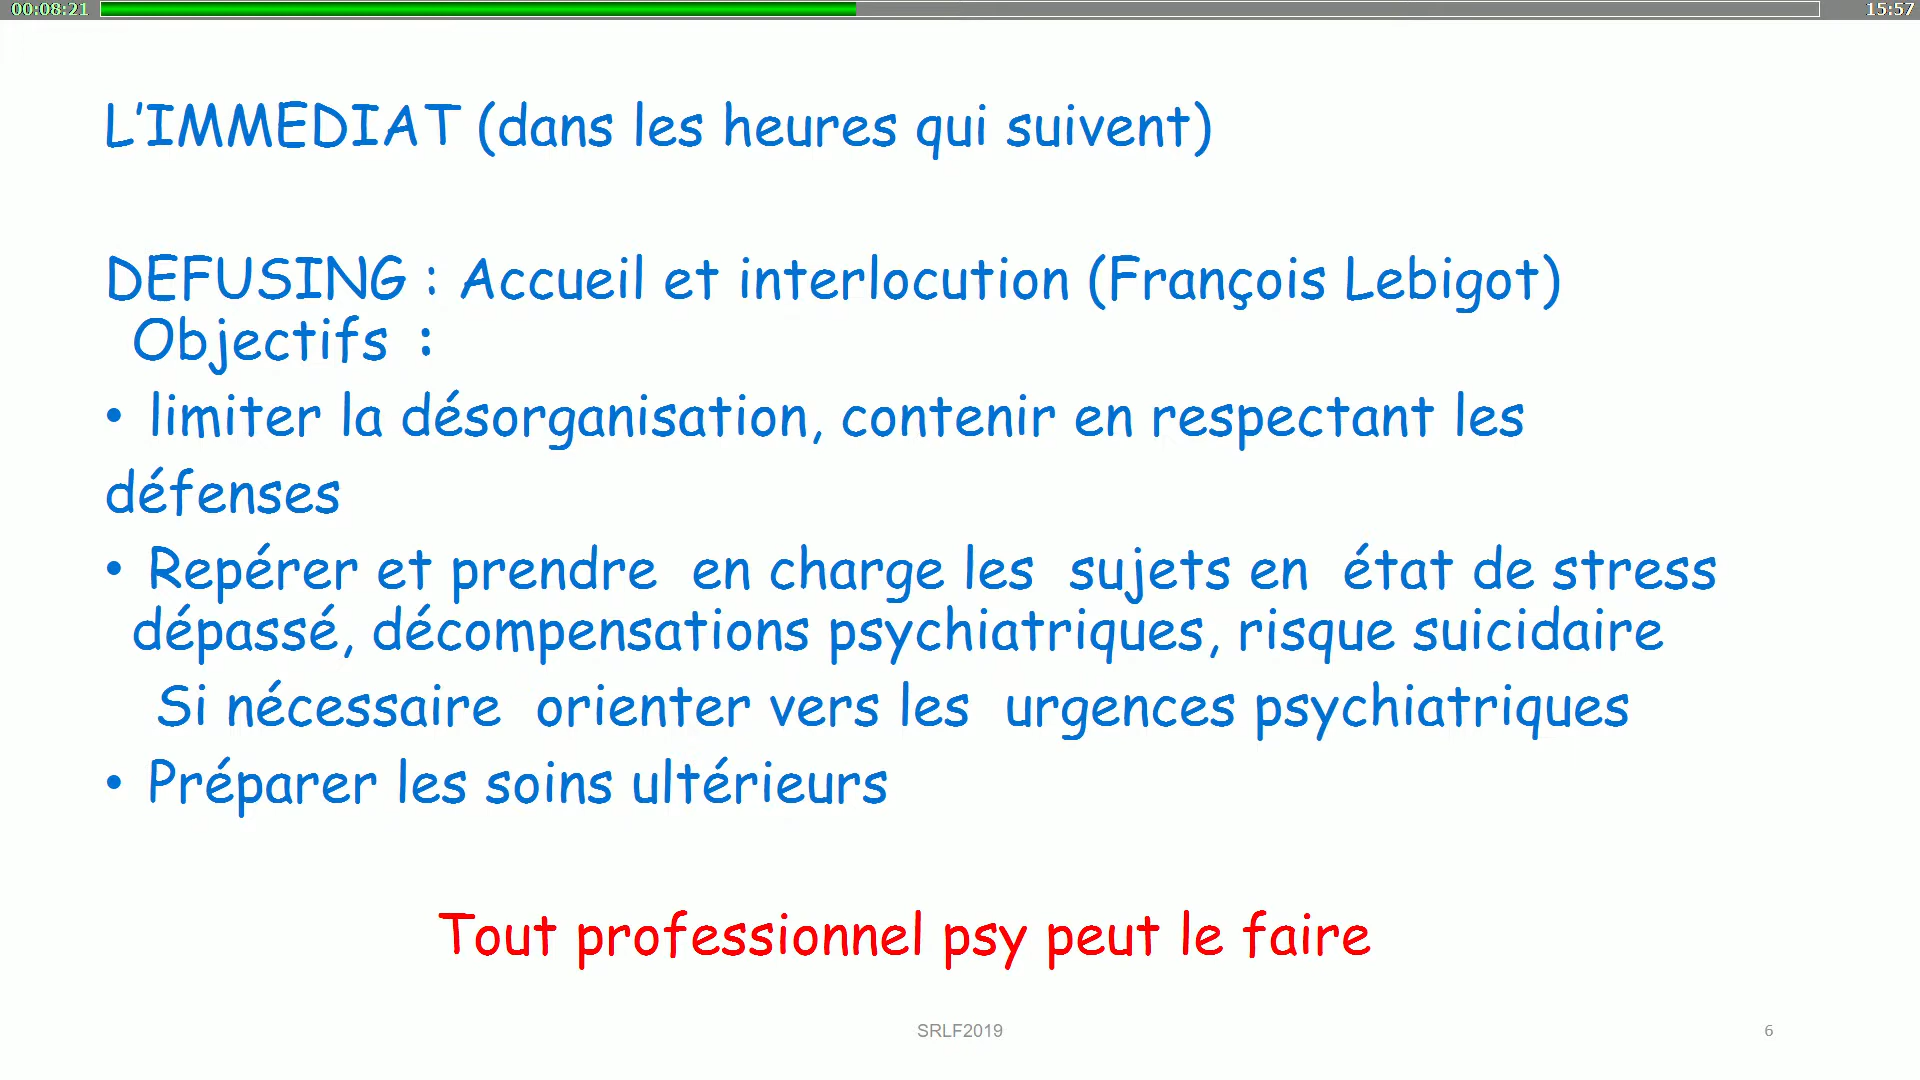 00:08:21 15:57
L'IMMEDIAT (dans les heures qui suivent)
DEFUSING : Accueil et interlocution (François Lebigot)
Objectifs :
• limiter la désorganisation, contenir en respectant les
défenses
• Repérer et prendre en charge les sujets en état de stress
dépassé, décompensations psychiatriques, risque suicidaire
Si nécessaire orienter vers les urgences psychiatriques
• Préparer les soins ultérieurs
Tout professionnel psy peut le faire
SRLF2019 6